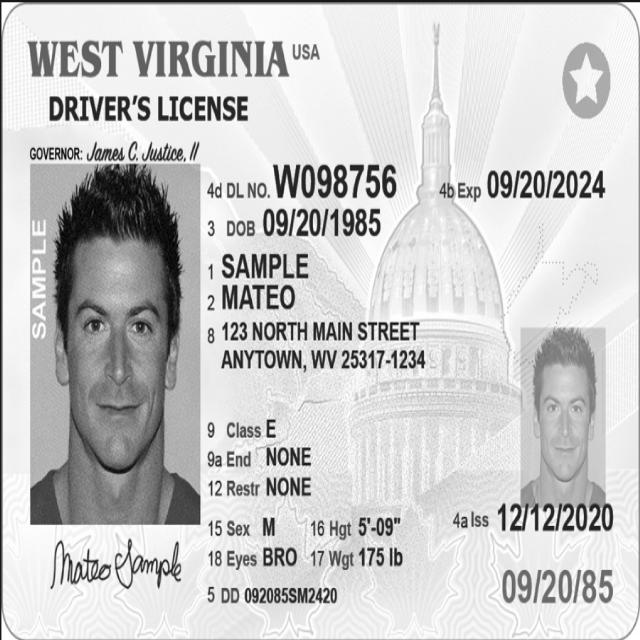 WEST VIRGINIA USA
DRIVER'S LICENSE
GOVERNOR: James C. Justice, II
SAMPLE
4d DL NO. W098756 4b Exp 09/20/2024
3 DOB 09/20/1985
1 SAMPLE
2 MATEO
8 123 NORTH MAIN STREET
ANYTOWN, WV 25317-1234
9 Class E
9a End NONE
12 Restr NONE
15 Sex M 16 Hgt 5'-09"
4a Iss 12/12/2020
18 Eyes BRO 17 Wgt 175 lb
5 DD 092085SM2420
Mateo Sample
09/20/85